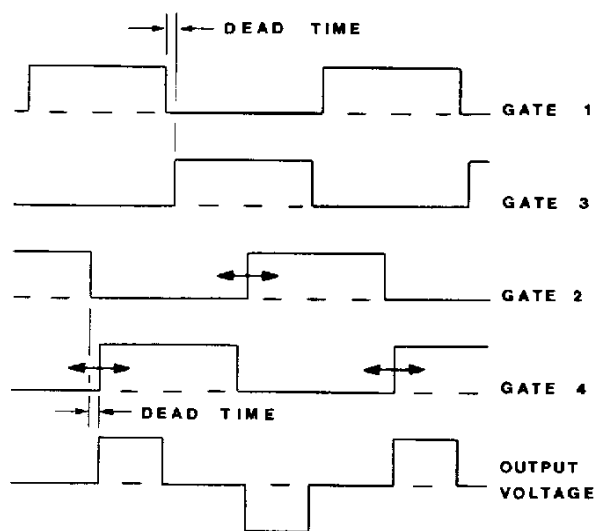 DEAD TIME
GATE 1
GATE 3
GATE 2
GATE 4
DEAD TIME
OUTPUT
VOLTAGE